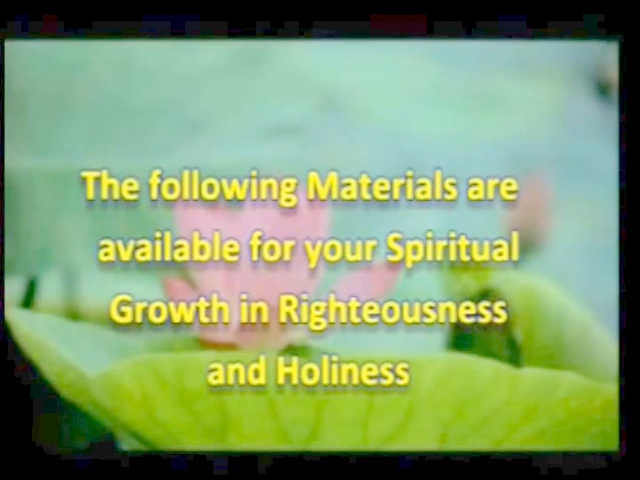 The following Materials are
available for your Spiritual
Growth in Righteousness
and Holiness